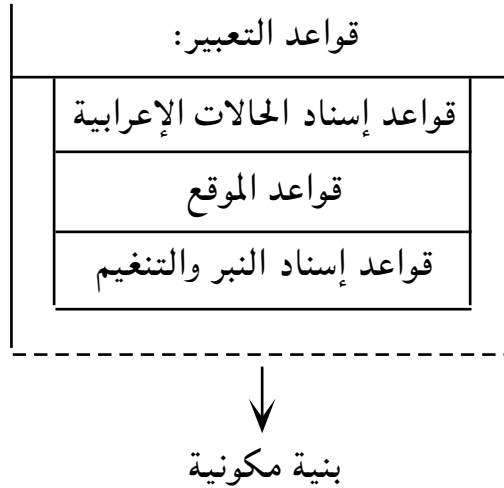 قواعد التعبير:
قواعد إسناد الحالات الإعرابية
قواعد الموقع
قواعد إسناد النبر والتنغيم
بنية مكونية